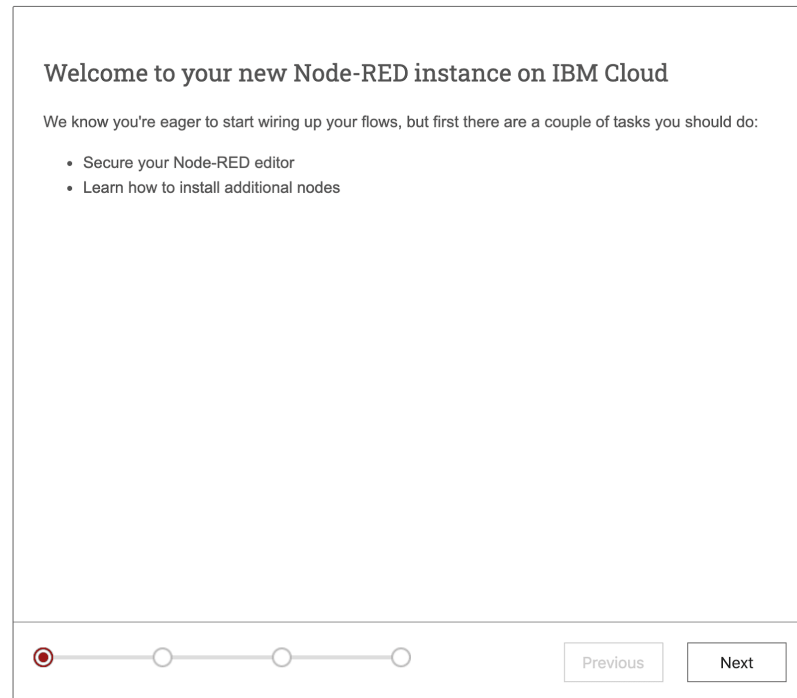 Welcome to your new Node-RED instance on IBM Cloud
We know you're eager to start wiring up your flows, but first there are a couple of tasks you should do:
• Secure your Node-RED editor
• Learn how to install additional nodes
Previous
Next